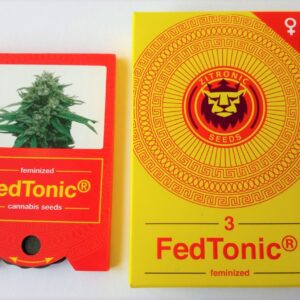 feminized
FedTonic®
cannabis seeds
♀
ZITRONIC
SEEDS
3
FedTonic®
feminized